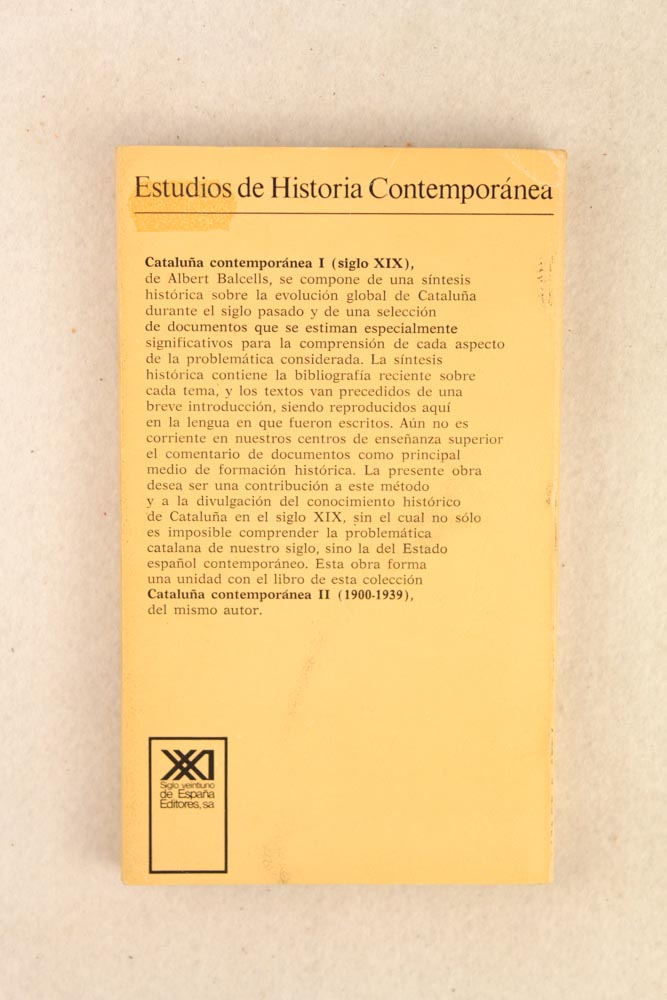 Estudios de Historia Contemporánea
Cataluña contemporánea I (siglo XIX),
de Albert Balcells, se compone de una síntesis
histórica sobre la evolución global de Cataluña
durante el siglo pasado y de una selección
de documentos que se estiman especialmente
significativos para la comprensión de cada aspecto
de la problemática considerada. La síntesis
histórica contiene la bibliografía reciente sobre
cada tema, y los textos van precedidos de una
breve introducción, siendo reproducidos aquí
en la lengua en que fueron escritos. Aún no es
corriente en nuestros centros de enseñanza superior
el comentario de documentos como principal
medio de formación histórica. La presente obra
desea ser una contribución a este método
y a la divulgación del conocimiento histórico
de Cataluña en el siglo XIX, sin el cual no sólo
es imposible comprender la problemática
catalana de nuestro siglo, sino la del Estado
español contemporáneo. Esta obra forma
una unidad con el libro de esta colección
Cataluña contemporánea II (1900-1939),
del mismo autor.
XXI
Siglo veintiuno
de España
Editores, sa